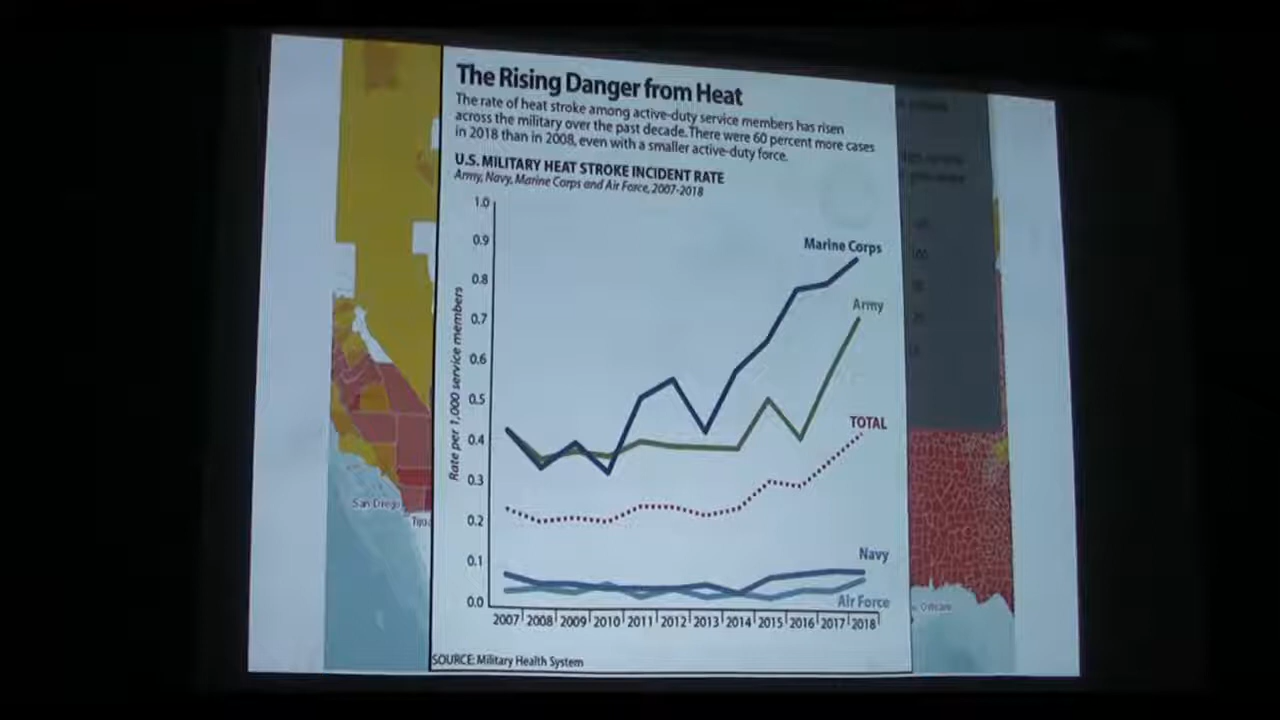 The Rising Danger from Heat
The rate of heat stroke among active-duty service members has risen
across the military over the past decade. There were 60 percent more cases
in 2018 than in 2008, even with a smaller active-duty force.
U.S. MILITARY HEAT STROKE INCIDENT RATE
Army, Navy, Marine Corps and Air Force, 2007-2018
Rate per 1,000 service members
1.0
0.9
0.8
0.7
0.6
0.5
0.4
0.3
0.2
0.1
0.0
Marine Corps
Army
TOTAL
Navy
Air Force
2007 2008 2009 2010 2011 2012 2013 2014 2015 2016 2017 2018
SOURCE: Military Health System
San Diego